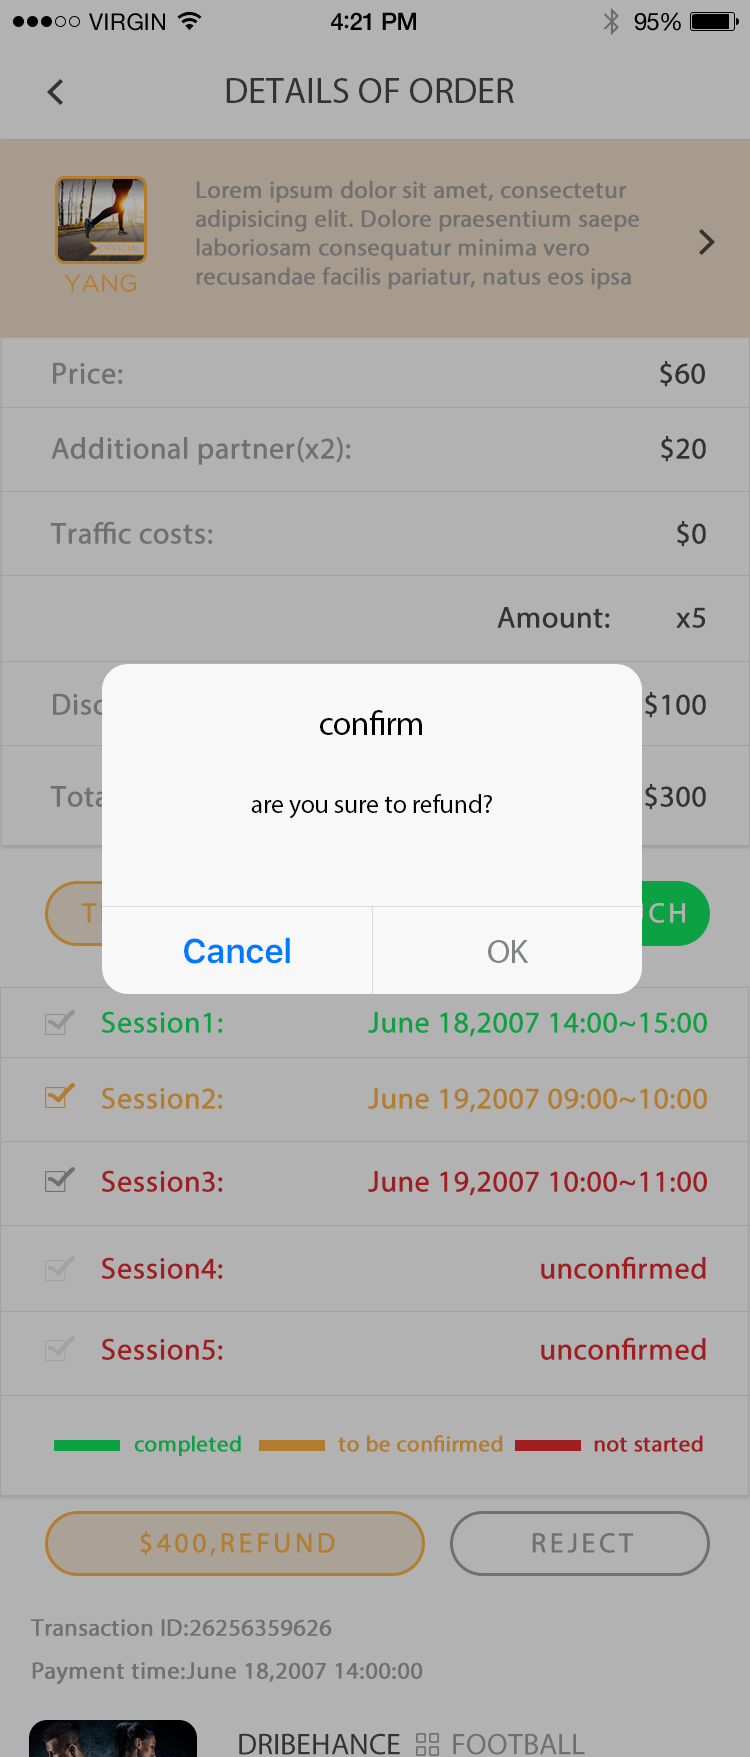 VIRGIN 4:21 PM 95%
DETAILS OF ORDER
Lorem ipsum dolor sit amet, consectetur
adipisicing elit. Dolore praesentium saepe
laboriosam consequatur minima vero
recusandae facilis pariatur, natus eos ipsa
OFFICIAL
YANG
Price: $60
Additional partner(x2): $20
Traffic costs: $0
Amount: x5
$100
$300
confirm
are you sure to refund?
Cancel OK
Session1: June 18,2007 14:00~15:00
Session2: June 19,2007 09:00~10:00
Session3: June 19,2007 10:00~11:00
Session4: unconfirmed
Session5: unconfirmed
completed to be confiirmed not started
$400,REFUND REJECT
Transaction ID:26256359626
Payment time:June 18,2007 14:00:00
DRIBEHANCE FOOTBALL